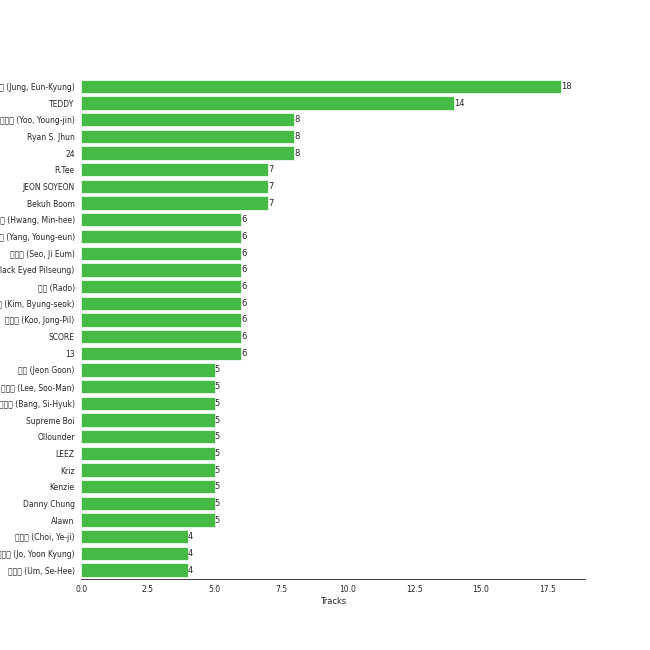 (Jung, Eun-Kyung) 18
TEDDY 14
(Yoo, Young-jin) 8
Ryan S. Jhun 8
24 8
R.Tee 7
JEON SOYEON 7
Bekuh Boom 7
(Hwang, Min-hee) 6
(Yang, Young-eun) 6
(Seo, Ji Eum) 6
lack Eyed Pilseung) 6
(Rado) 6
(Kim, Byung-seok) 6
(Koo, Jong-Pil) 6
SCORE 6
13 6
(Jeon Goon) 5
(Lee, Soo-Man) 5
(Bang, Si-Hyuk) 5
Supreme Boi 5
Ollounder 5
LEEZ 5
Kriz 5
Kenzie 5
Danny Chung 5
Alawn 5
(Choi, Ye-ji) 4
(Jo, Yoon Kyung) 4
(Um, Se-Hee) 4
0.0 2.5 5.0 7.5 10.0 12.5 15.0 17.5
Tracks